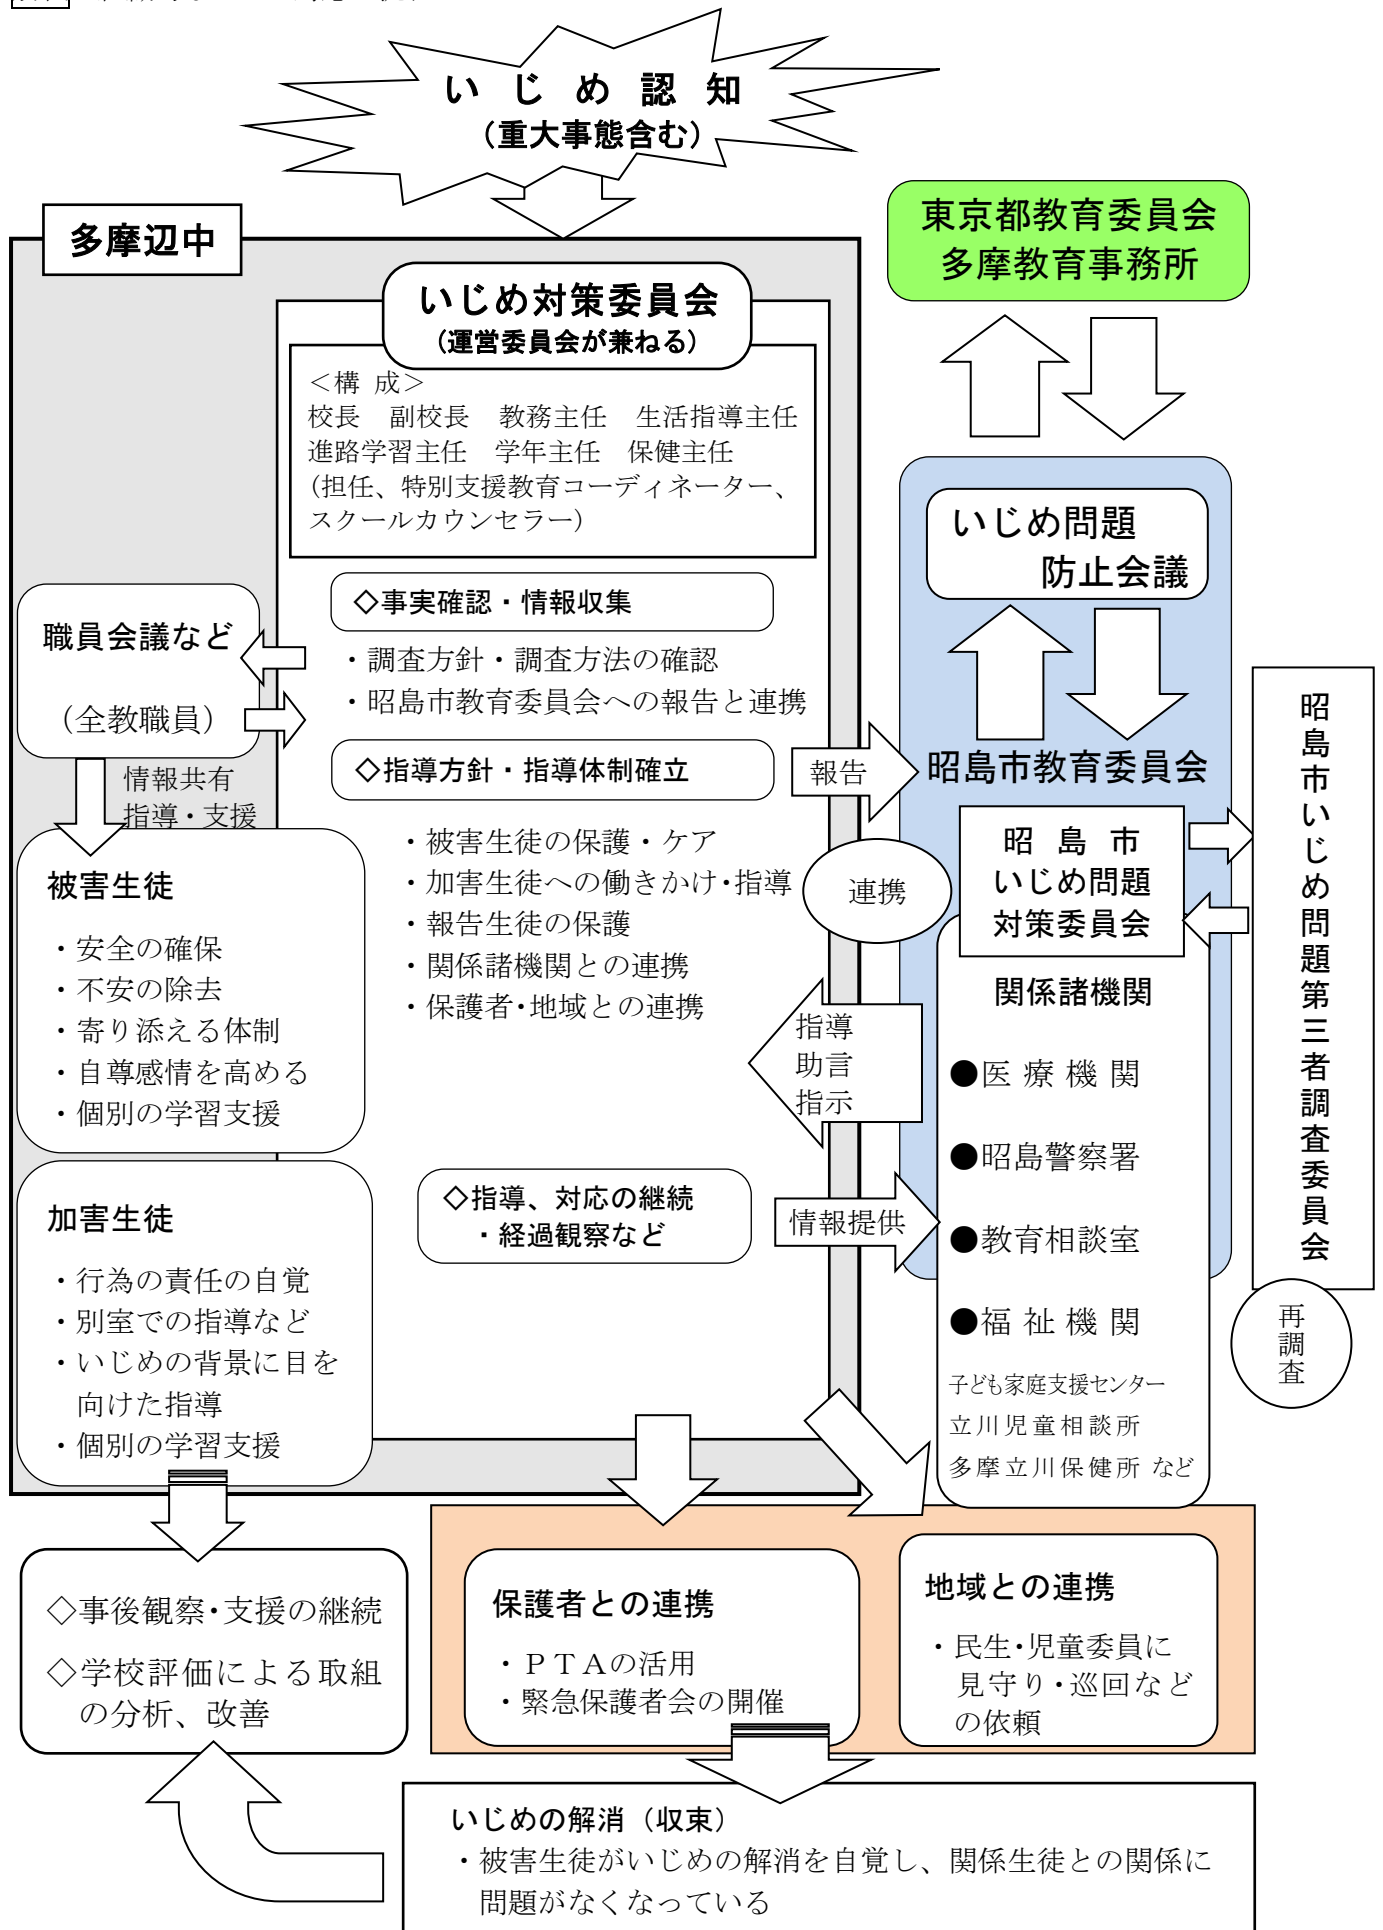 いじめ認知
（重大事態含む）
東京都教育委員会
多摩教育事務所
多摩辺中
いじめ対策委員会
（運営委員会が兼ねる）
＜構 成＞
校長　副校長　教務主任　生活指導主任
進路学習主任　学年主任　保健主任
（担任、特別支援教育コーディネーター、
スクールカウンセラー）
いじめ問題
防止会議
◇事実確認・情報収集
・調査方針・調査方法の確認
・昭島市教育委員会への報告と連携
職員会議など
（全教職員）
情報共有
指導・支援
◇指導方針・指導体制確立
・被害生徒の保護・ケア
・加害生徒への働きかけ・指導
・報告生徒の保護
・関係諸機関との連携
・保護者・地域との連携
報告
昭島市教育委員会
連携
昭 島 市
いじめ問題
対策委員会
昭島市いじめ問題第三者調査委員会
再調査
指導
助言
指示
関係諸機関
●医 療 機 関
●昭島警察署
●教育相談室
●福 祉 機 関
子ども家庭支援センター
立川児童相談所
多摩立川保健所 など
被害生徒
・安全の確保
・不安の除去
・寄り添える体制
・自尊感情を高める
・個別の学習支援
◇指導、対応の継続
・経過観察など
情報提供
加害生徒
・行為の責任の自覚
・別室での指導など
・いじめの背景に目を
向けた指導
・個別の学習支援
◇事後観察・支援の継続
◇学校評価による取組
の分析、改善
保護者との連携
・ＰＴＡの活用
・緊急保護者会の開催
地域との連携
・民生・児童委員に
見守り・巡回など
の依頼
いじめの解消（収束）
・被害生徒がいじめの解消を自覚し、関係生徒との関係に
問題がなくなっている